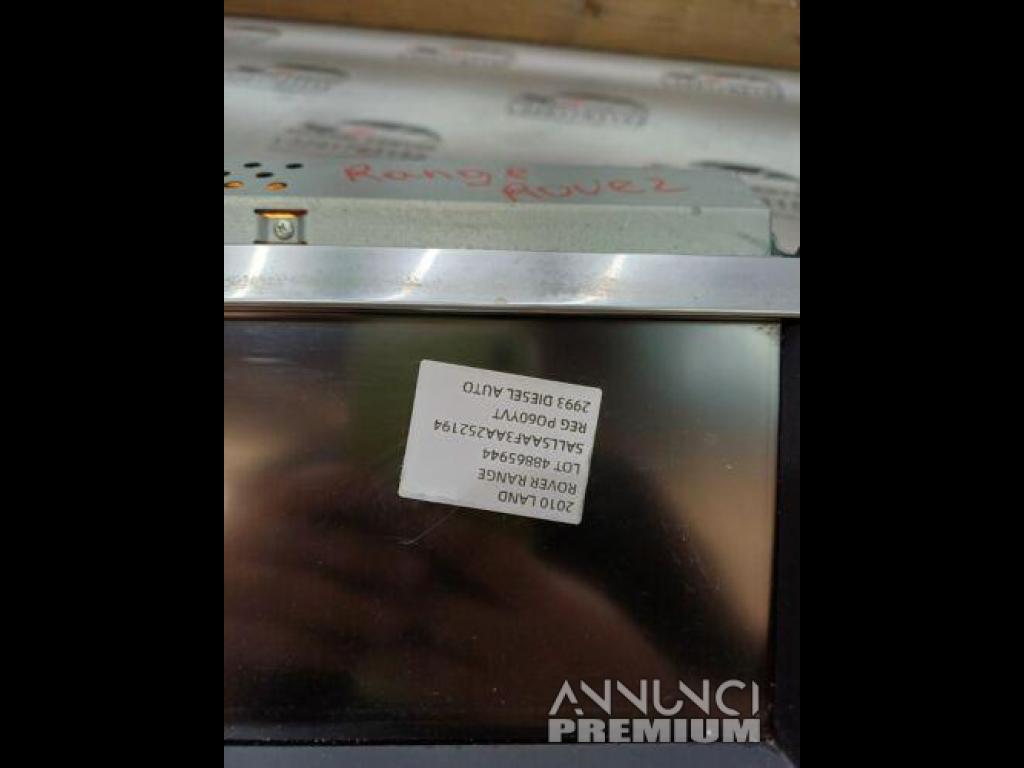 Range
Rover
2010 LAND
ROVER RANGE
LOT 48865944
SALLSAAF3AA252194
REG PO60YVT
2993 DIESEL AUTO
ANNUNCI
PREMIUM